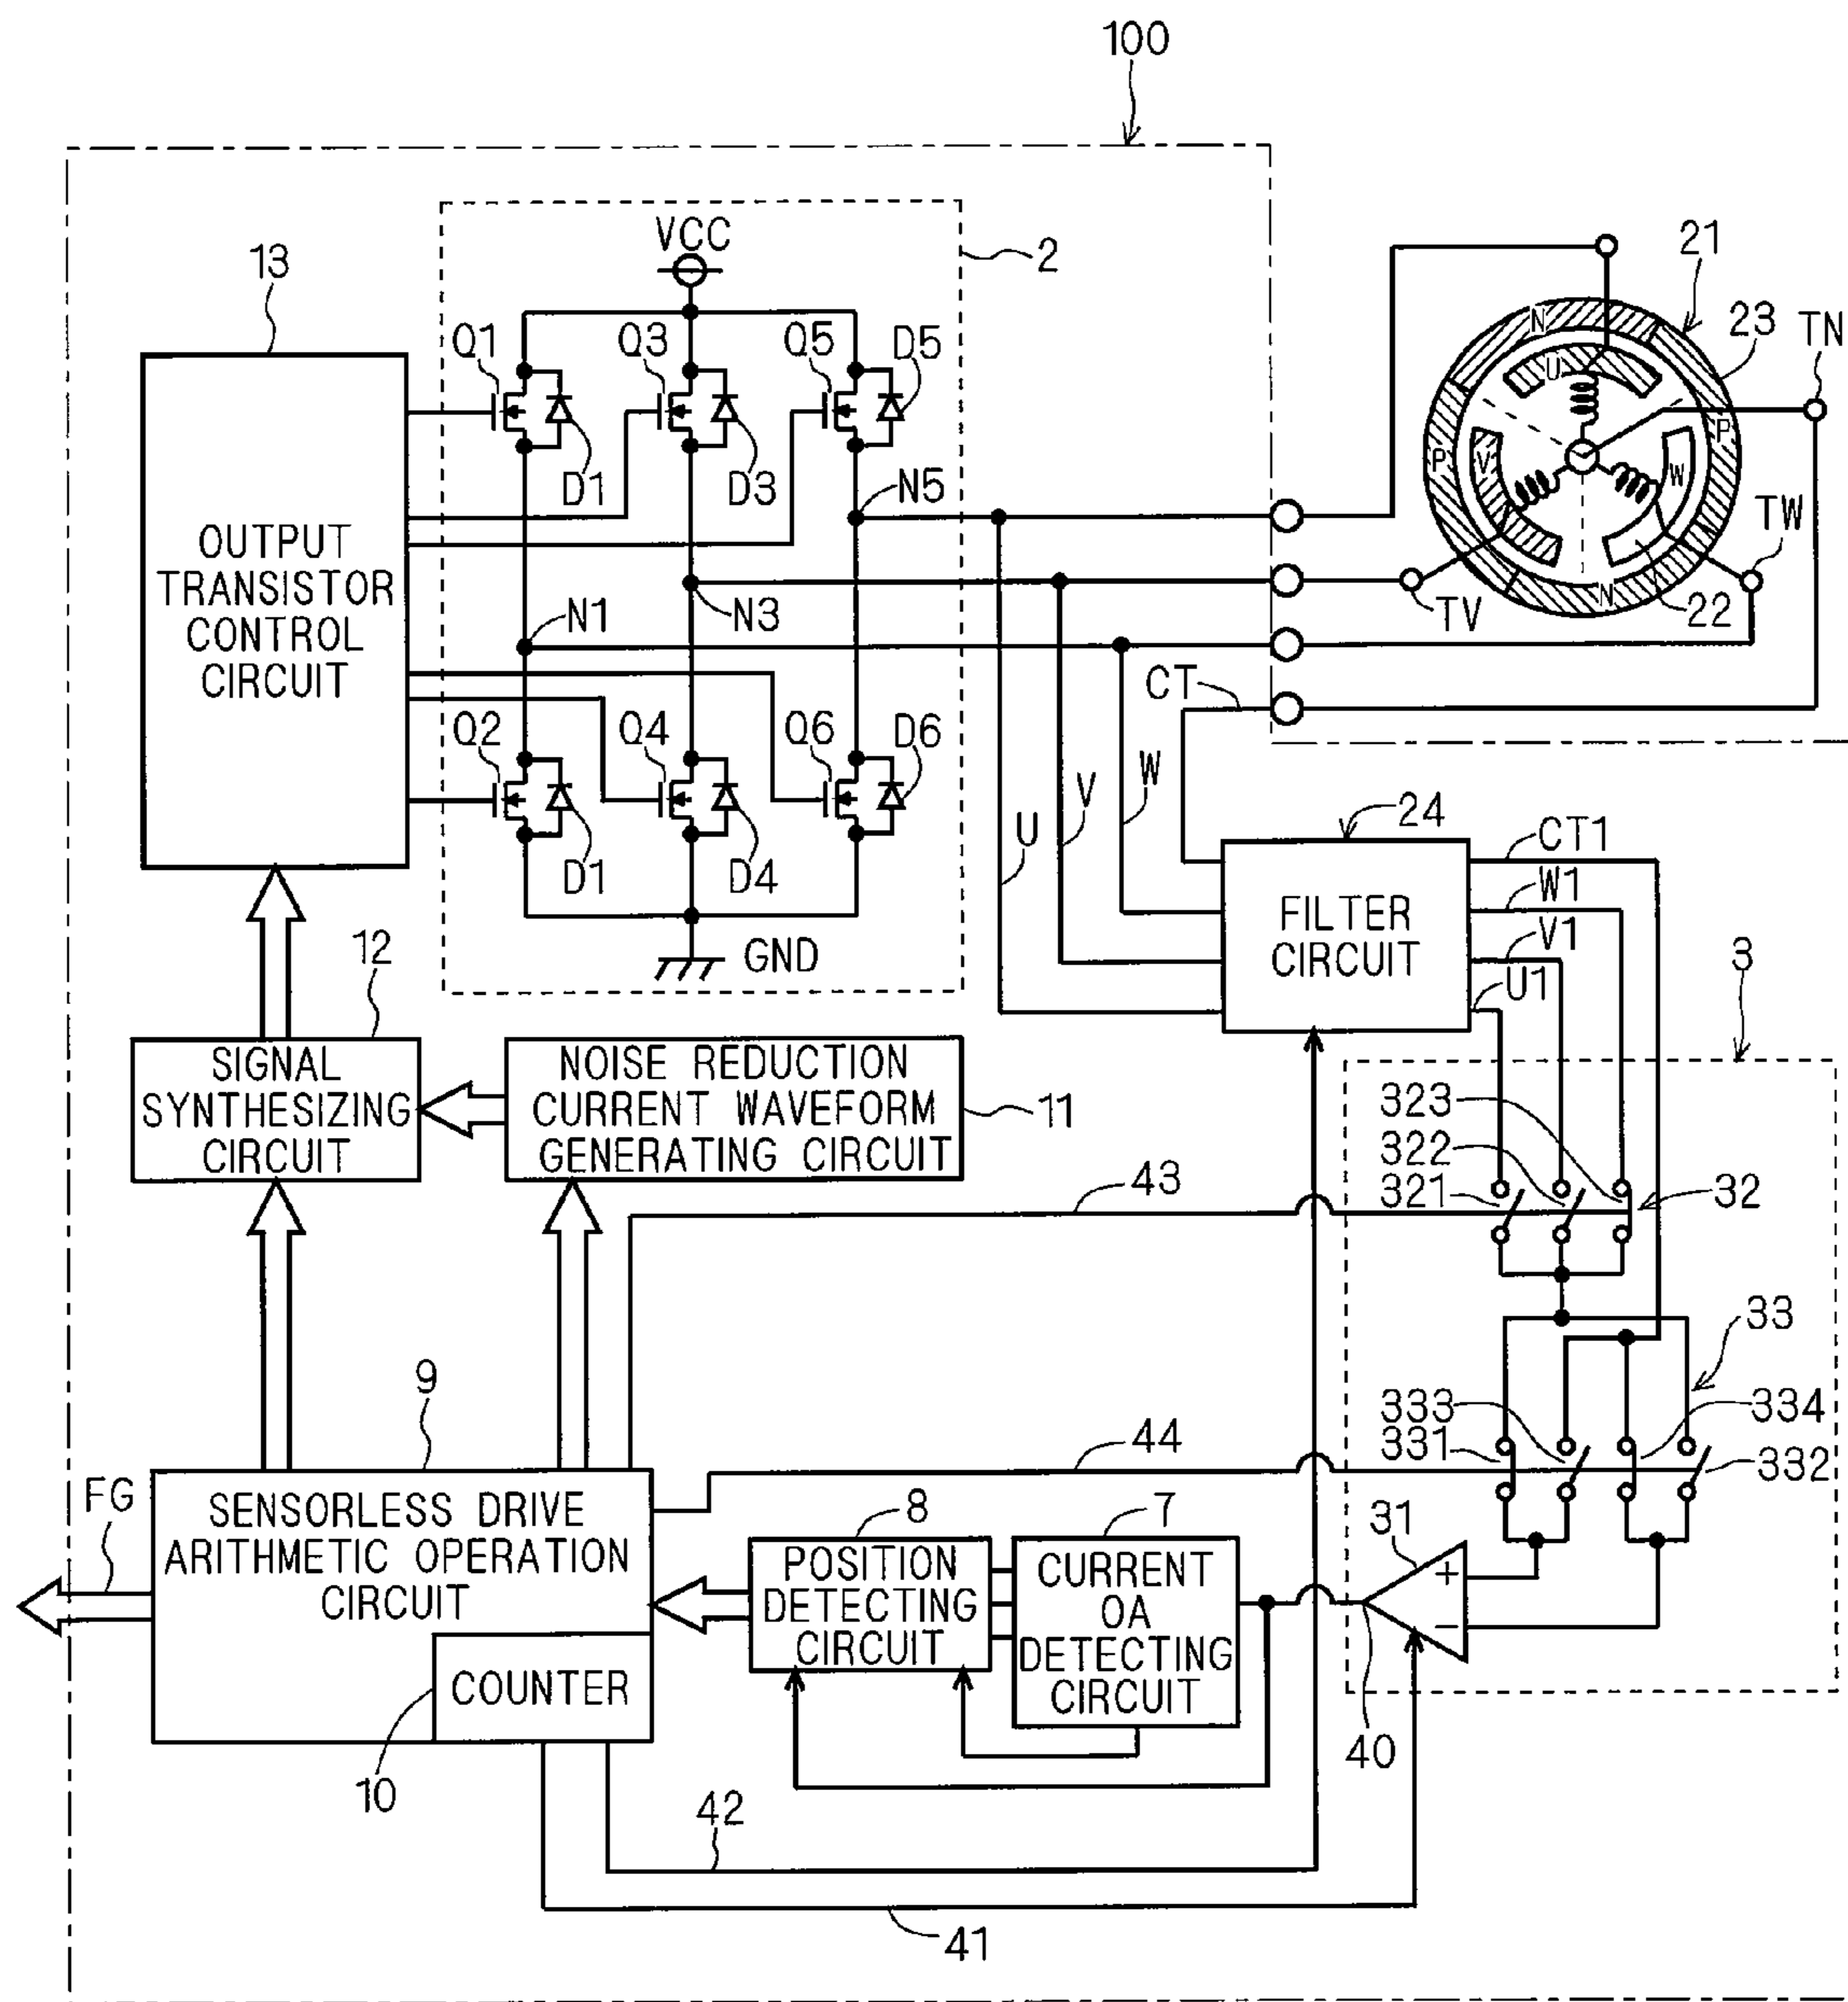 100
VCC
2
13
21
Q1
Q3
Q5
D5
23
TN
N
U
P
P
V
W
D1
D3
N5
OUTPUT
TRANSISTOR
CONTROL
CIRCUIT
TW
N
N1
N3
TV
22
CT
Q2
Q4
Q6
D6
U
V
W
24
CT1
D1
D4
FILTER
CIRCUIT
W1
V1
U1
12
GND
3
SIGNAL
SYNTHESIZING
CIRCUIT
NOISE REDUCTION
CURRENT WAVEFORM
GENERATING CIRCUIT
11
323
322
321
32
43
33
9
333
331
334
332
44
FG
SENSORLESS DRIVE
ARITHMETIC OPERATION
CIRCUIT
8
7
31
POSITION
DETECTING
CIRCUIT
CURRENT
OA
DETECTING
CIRCUIT
+
−
COUNTER
10
40
42
41